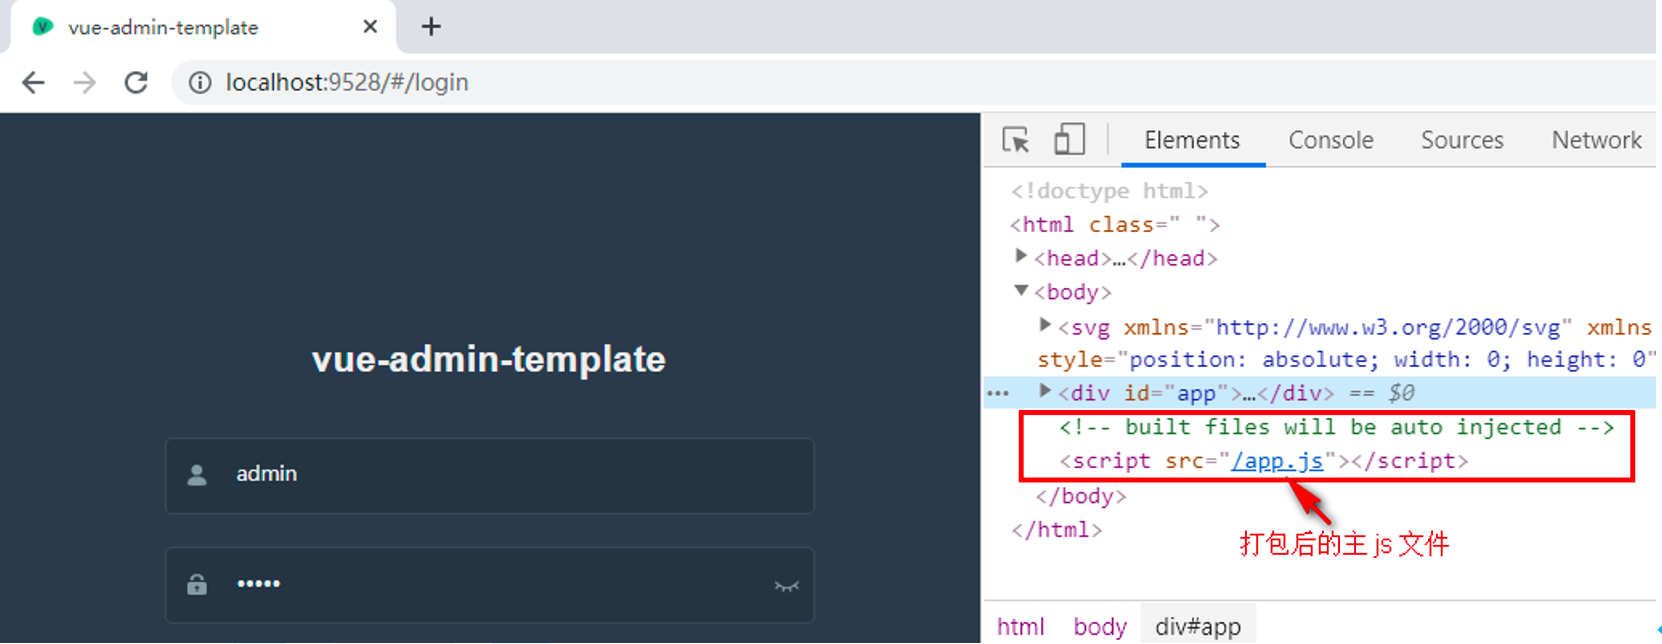 vue-admin-template
localhost:9528/#/login
Elements
Console
Sources
Network
<!doctype html>
<html class=" ">
<head>…</head>
<body>
<svg xmlns="http://www.w3.org/2000/svg" xmlns
style="position: absolute; width: 0; height: 0"
<div id="app">…</div> == $0
<!-- built files will be auto injected -->
<script src="/app.js"></script>
</body>
</html>
打包后的主 js 文件
html body div#app
vue-admin-template
admin
•••••